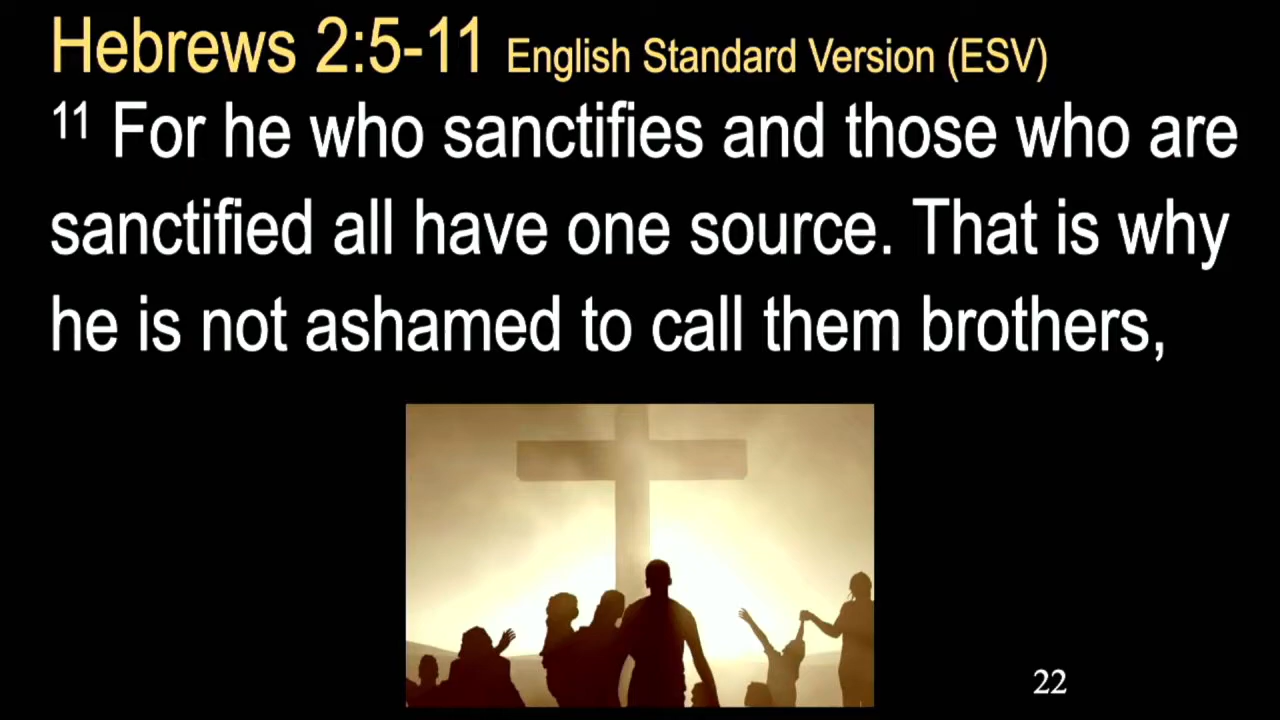 Hebrews 2:5-11 English Standard Version (ESV)
11 For he who sanctifies and those who are
sanctified all have one source. That is why
he is not ashamed to call them brothers,
22